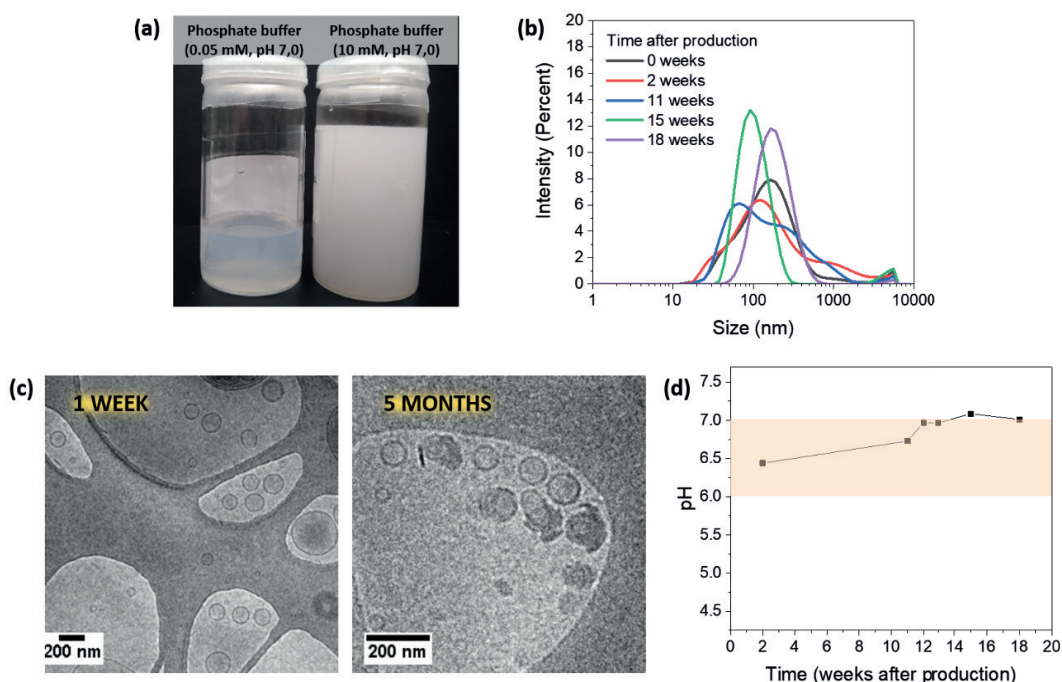 (a)
Phosphate buffer
(0.05 mM, pH 7,0)
Phosphate buffer
(10 mM, pH 7,0)
(b)
Intensity (Percent)
20
18
16
14
12
10
8
6
4
2
0
Time after production
0 weeks
2 weeks
11 weeks
15 weeks
18 weeks
1 10 100 1000 10000
Size (nm)
(c)
1 WEEK
200 nm
5 MONTHS
200 nm
(d)
pH
7.5
7.0
6.5
6.0
5.5
5.0
4.5
0 2 4 6 8 10 12 14 16 18 20
Time (weeks after production)